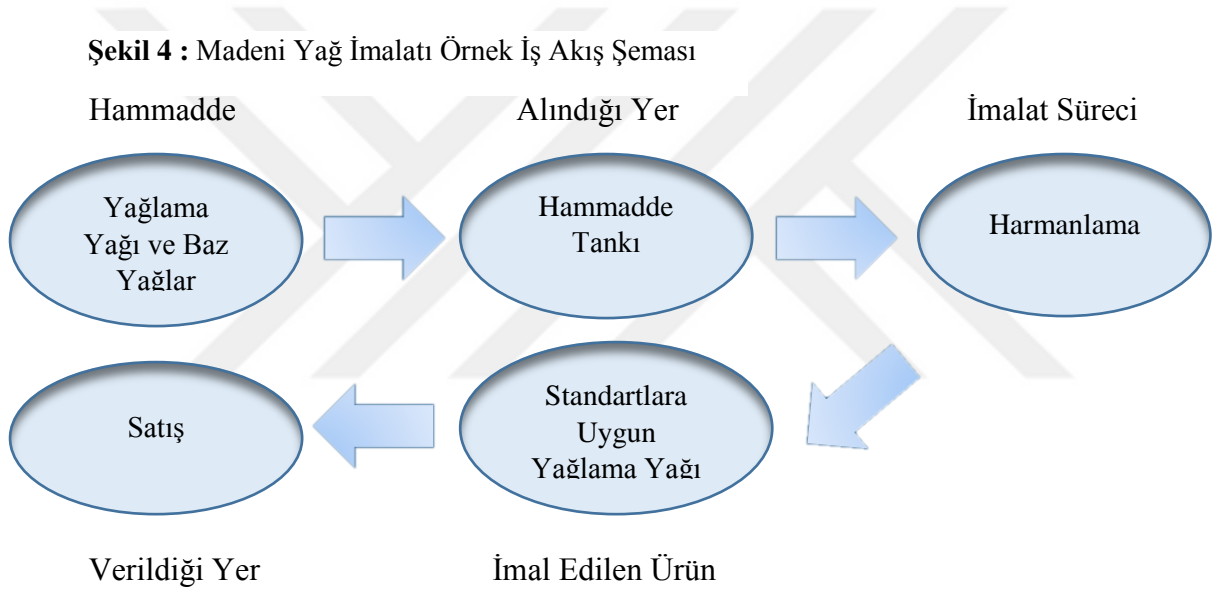 Şekil 4 : Madeni Yağ İmalatı Örnek İş Akış Şeması
Hammadde
Alındığı Yer
İmalat Süreci
Yağlama
Yağı ve Baz
Yağlar
Hammadde
Tankı
Harmanlama
Satış
Standartlara
Uygun
Yağlama Yağı
Verildiği Yer
İmal Edilen Ürün